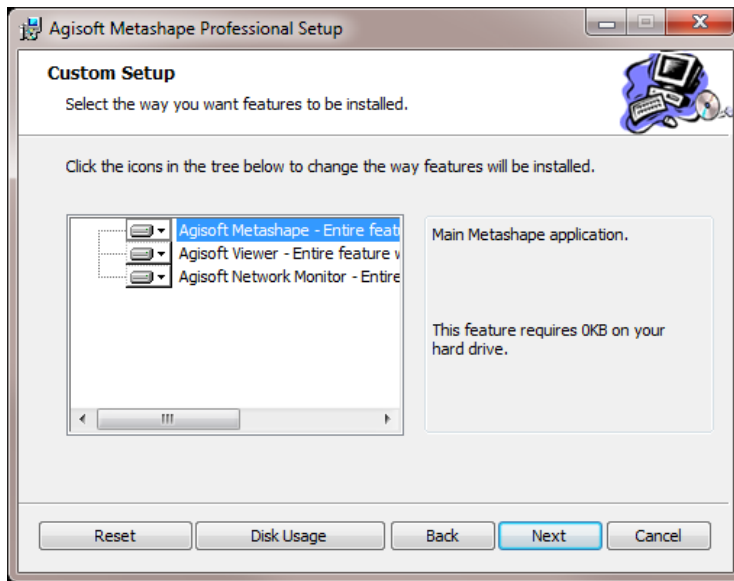 Agisoft Metashape Professional Setup
Custom Setup
Select the way you want features to be installed.
Click the icons in the tree below to change the way features will be installed.
Agisoft Metashape - Entire feat
Agisoft Viewer - Entire feature
Agisoft Network Monitor - Entire
Main Metashape application.
This feature requires 0KB on your
hard drive.
Reset
Disk Usage
Back
Next
Cancel